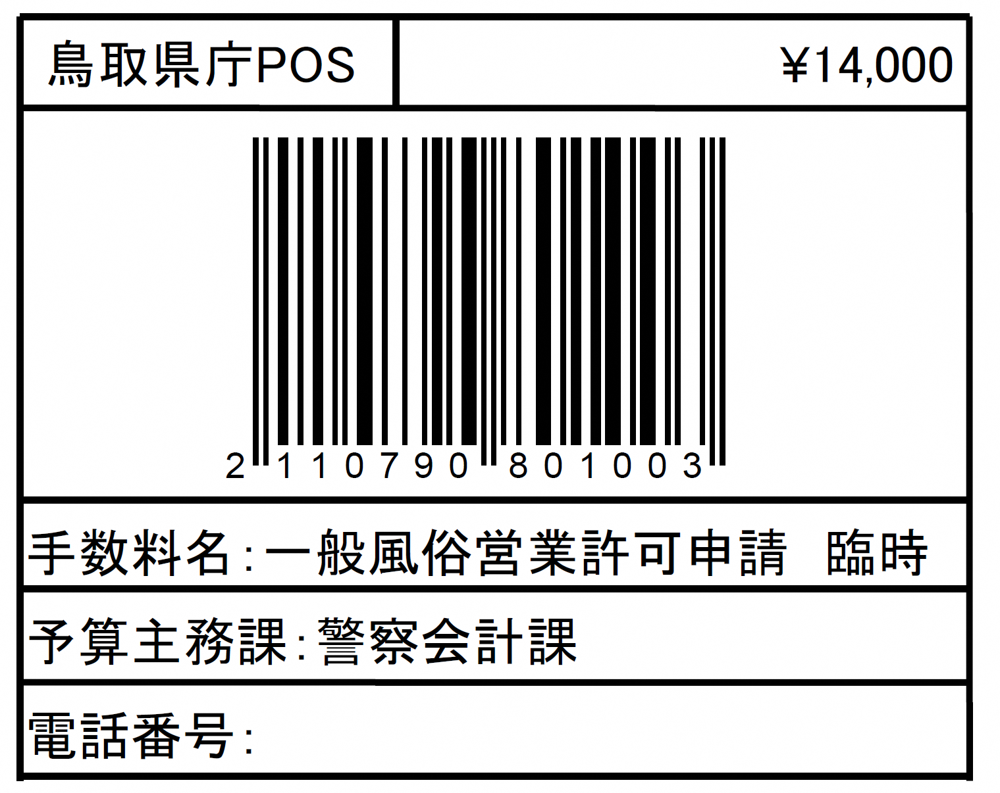 鳥取県庁POS
¥14,000
2 110790 801003
手数料名:一般風俗営業許可申請　臨時
予算主務課:警察会計課
電話番号: